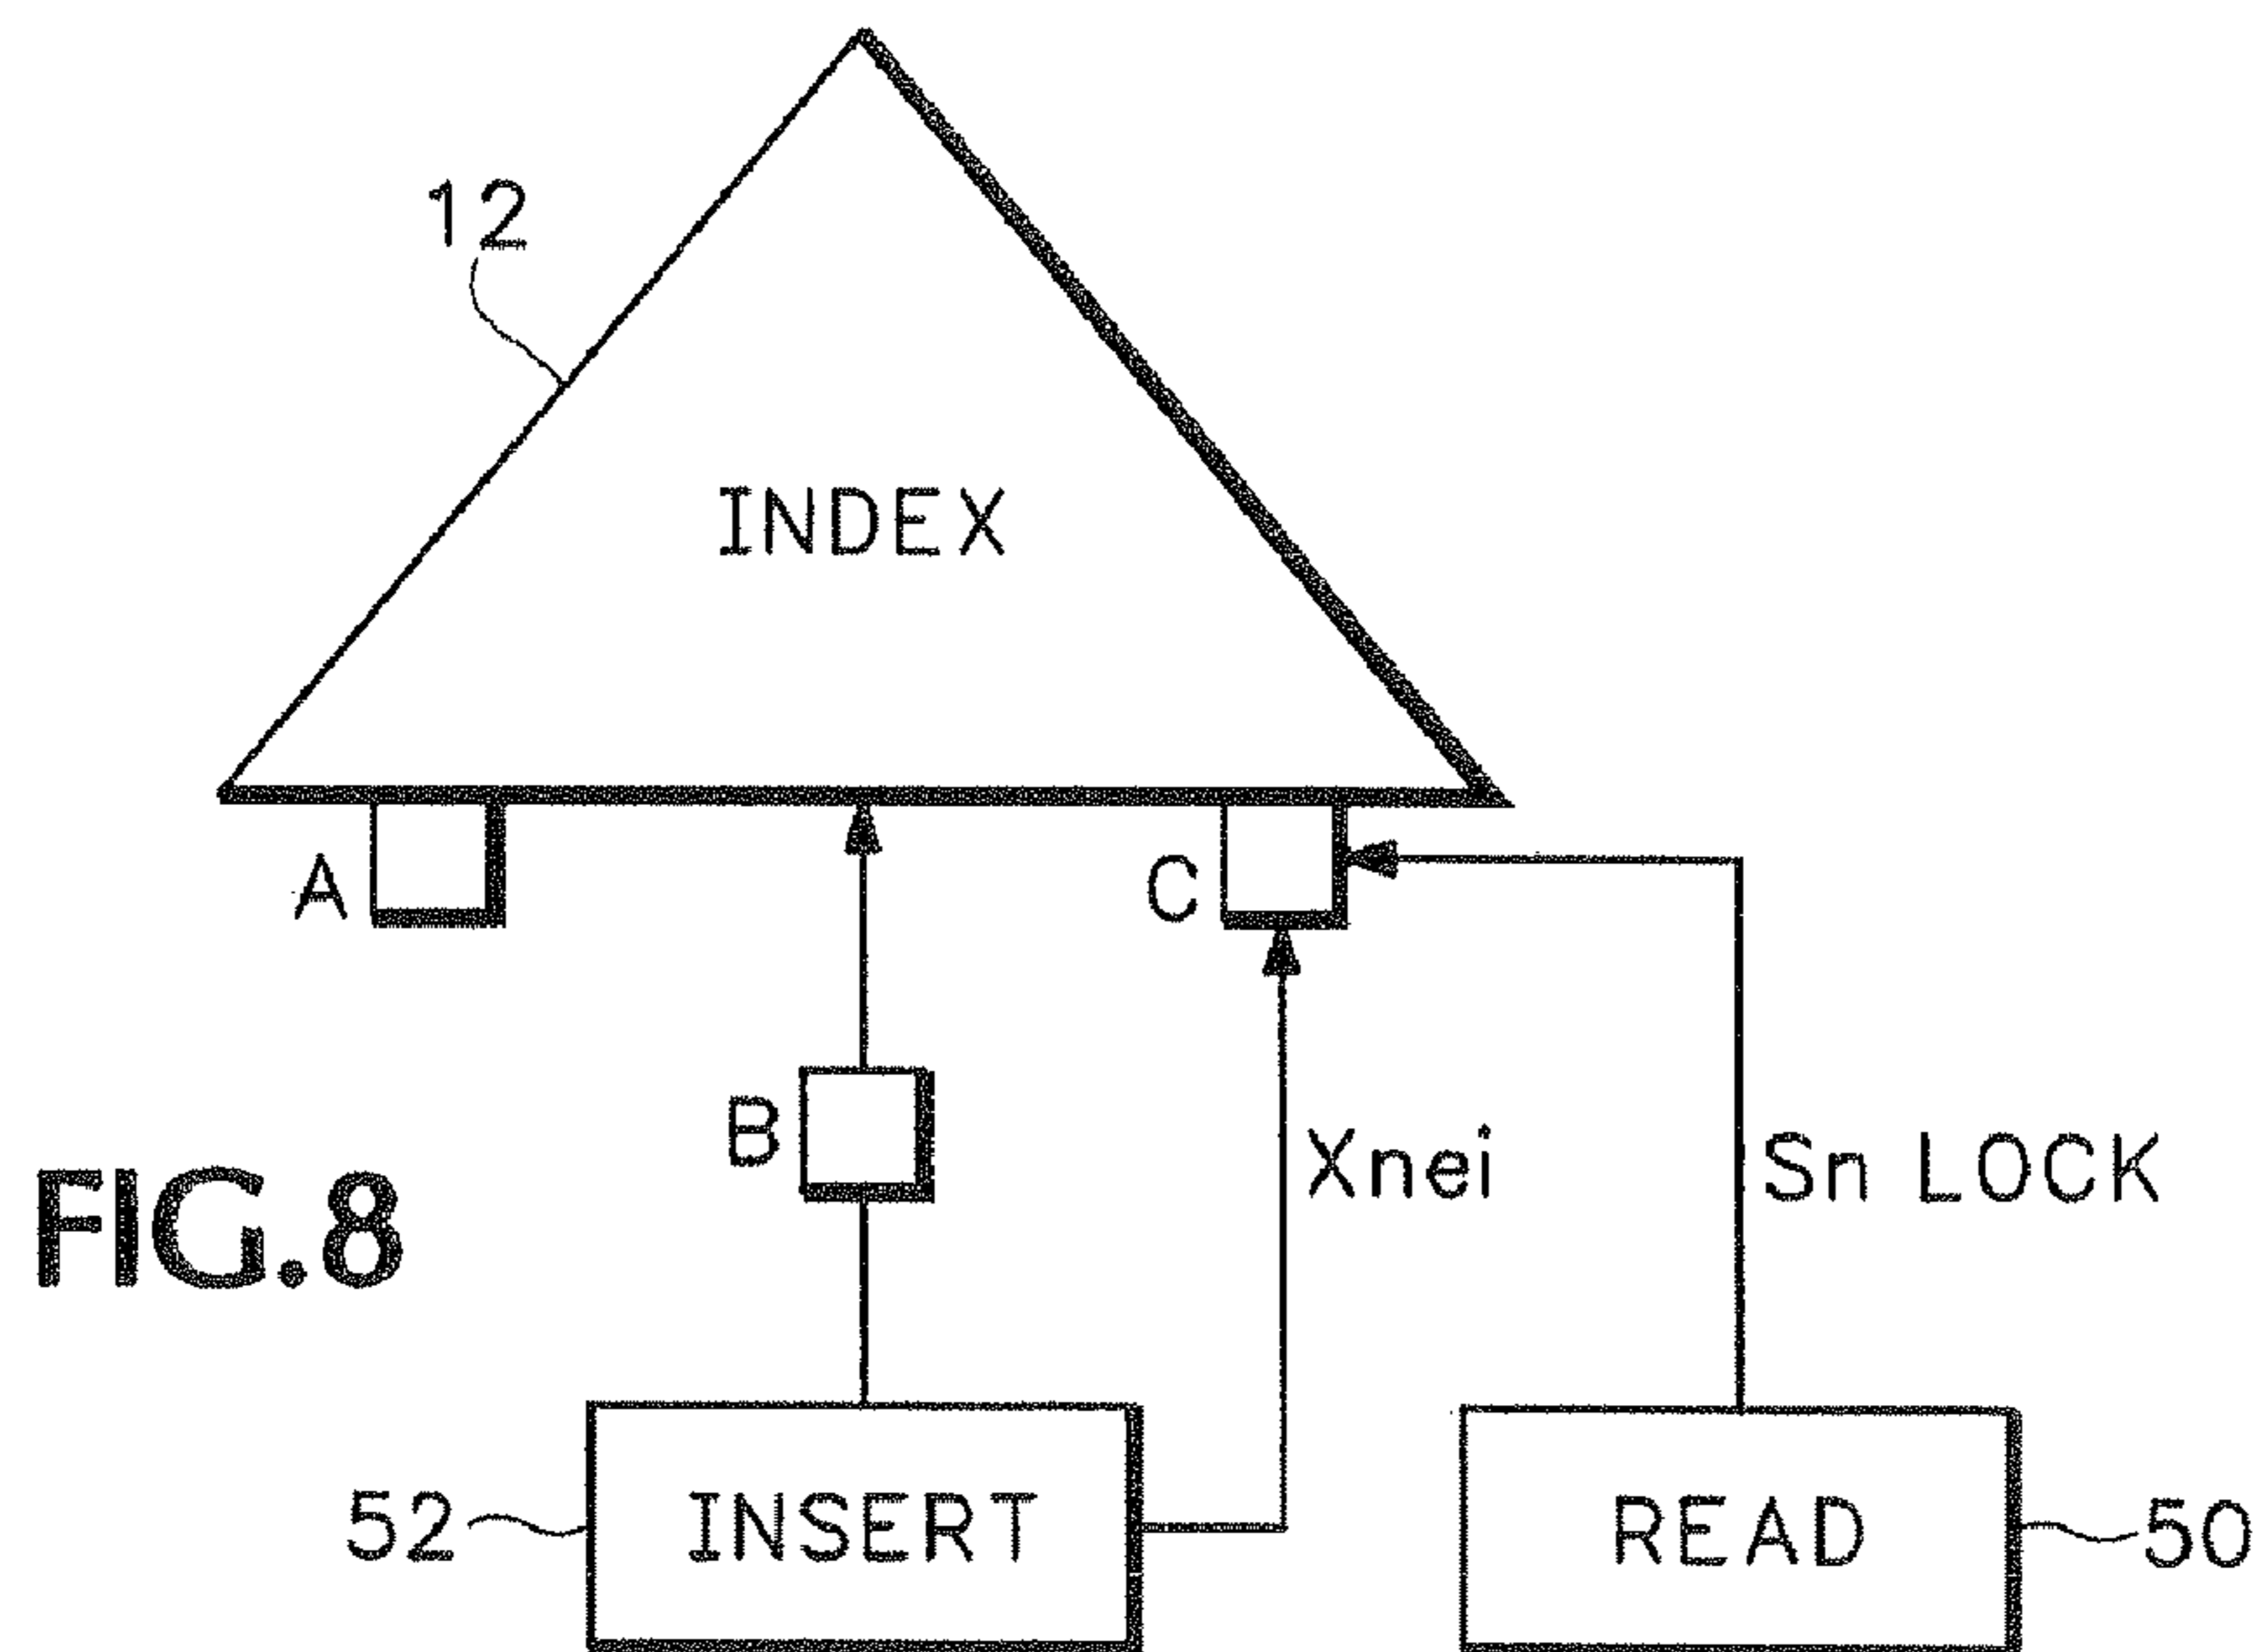 12
INDEX
A
C
B
Xnei
Sn LOCK
FIG.8
52
INSERT
READ
50